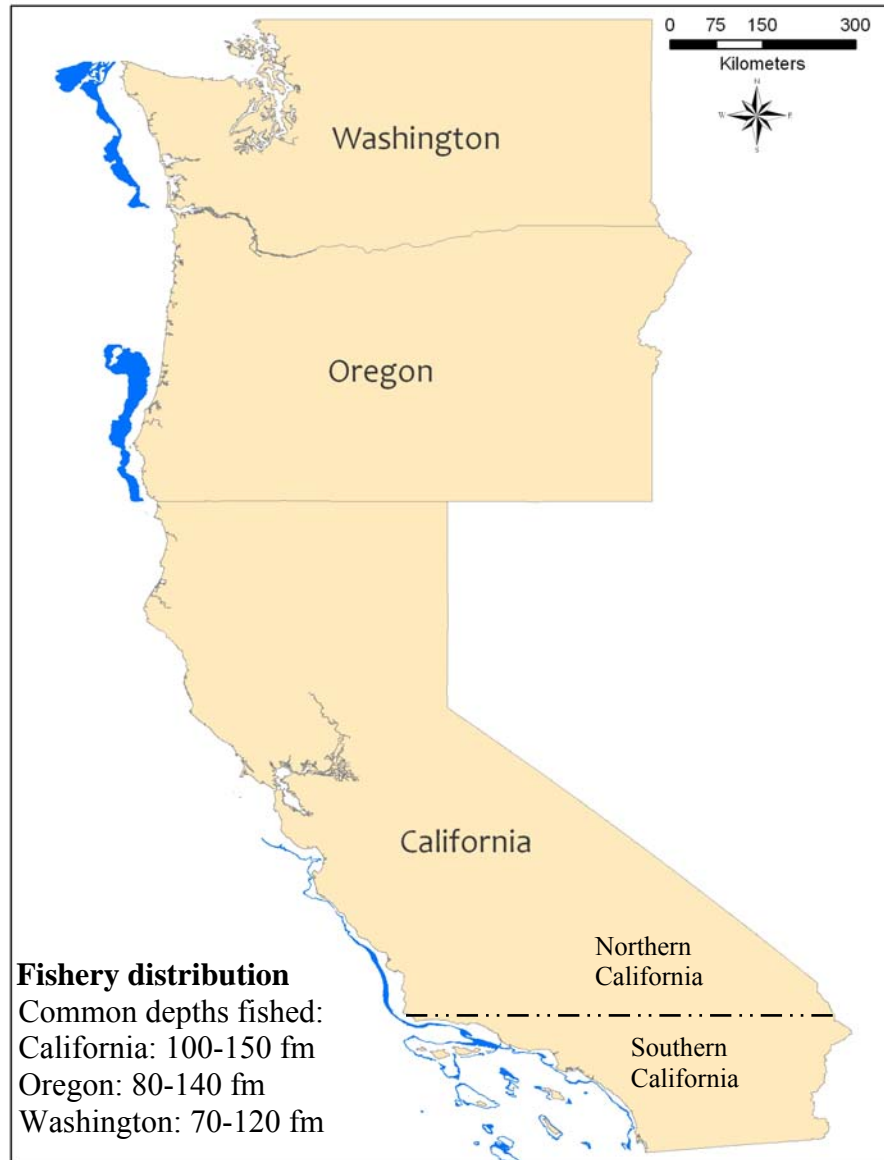 0 75 150 300
Kilometers
N
W E
S
Washington
Oregon
California
Northern
California
Fishery distribution
Common depths fished:
California: 100-150 fm
Oregon: 80-140 fm
Washington: 70-120 fm
Southern
California